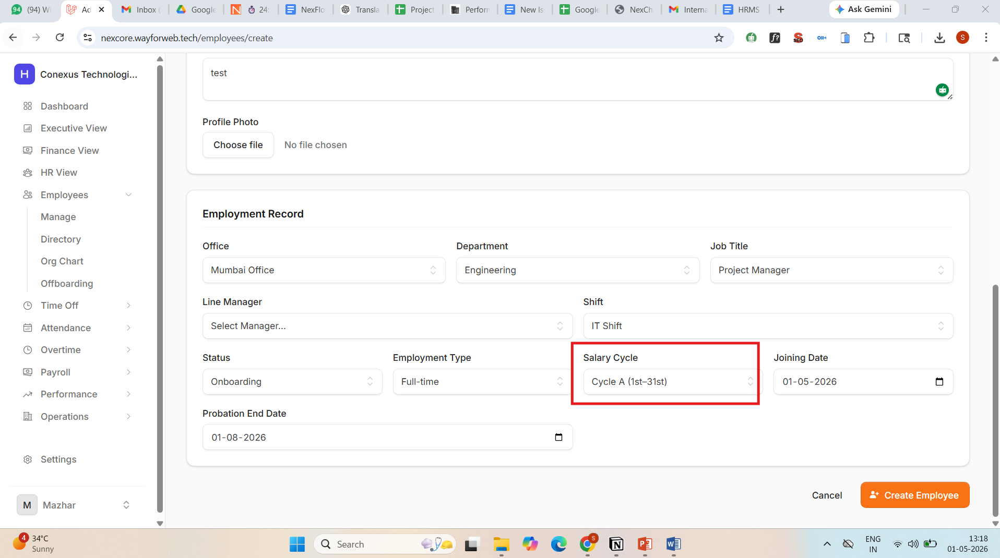 94
(94) W
Ad
Inbox (
Google
24:
NexFlo
Transla
Project
Perform
New Is
Google
NexCh
Interna
HRMS
Ask Gemini
nexcore.wayforweb.tech/employees/create
f?
SEO
S
H
Conexus Technologi...
Dashboard
Executive View
Finance View
HR View
Employees
Manage
Directory
Org Chart
Offboarding
Time Off
Attendance
Overtime
Payroll
Performance
Operations
Settings
M
Mazhar
test
Profile Photo
Choose file No file chosen
Employment Record
Office Department Job Title
Mumbai Office Engineering Project Manager
Line Manager Shift
Select Manager... IT Shift
Status Employment Type Salary Cycle Joining Date
Onboarding Full-time Cycle A (1st–31st) 01-05-2026
Probation End Date
01-08-2026
Cancel Create Employee
4
34°C
Sunny
Search
S
ENG
IN
13:18
01-05-2026